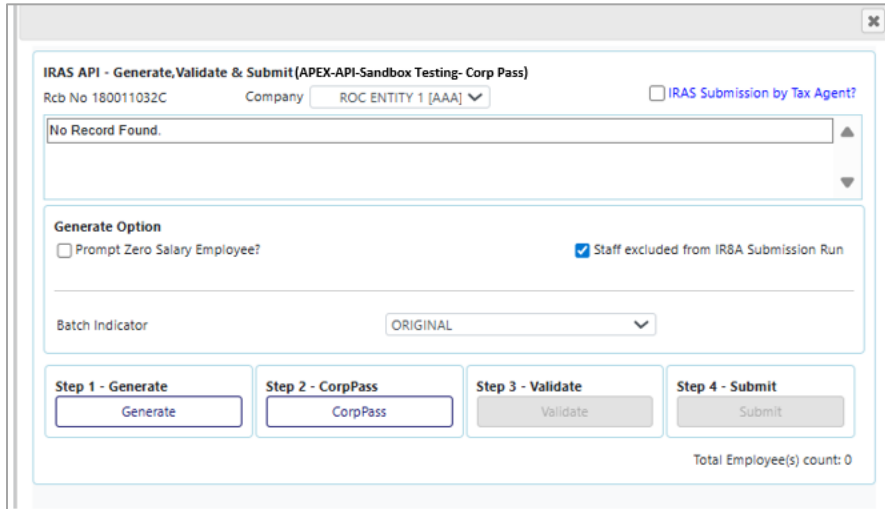 IRAS API - Generate,Validate & Submit(APEX-API-Sandbox Testing- Corp Pass)
Rcb No 180011032C Company ROC ENTITY 1 [AAA] IRAS Submission by Tax Agent?
No Record Found.
Generate Option
Prompt Zero Salary Employee? Staff excluded from IR8A Submission Run
Batch Indicator ORIGINAL
Step 1 - Generate Step 2 - CorpPass Step 3 - Validate Step 4 - Submit
Generate CorpPass Validate Submit
Total Employee(s) count: 0